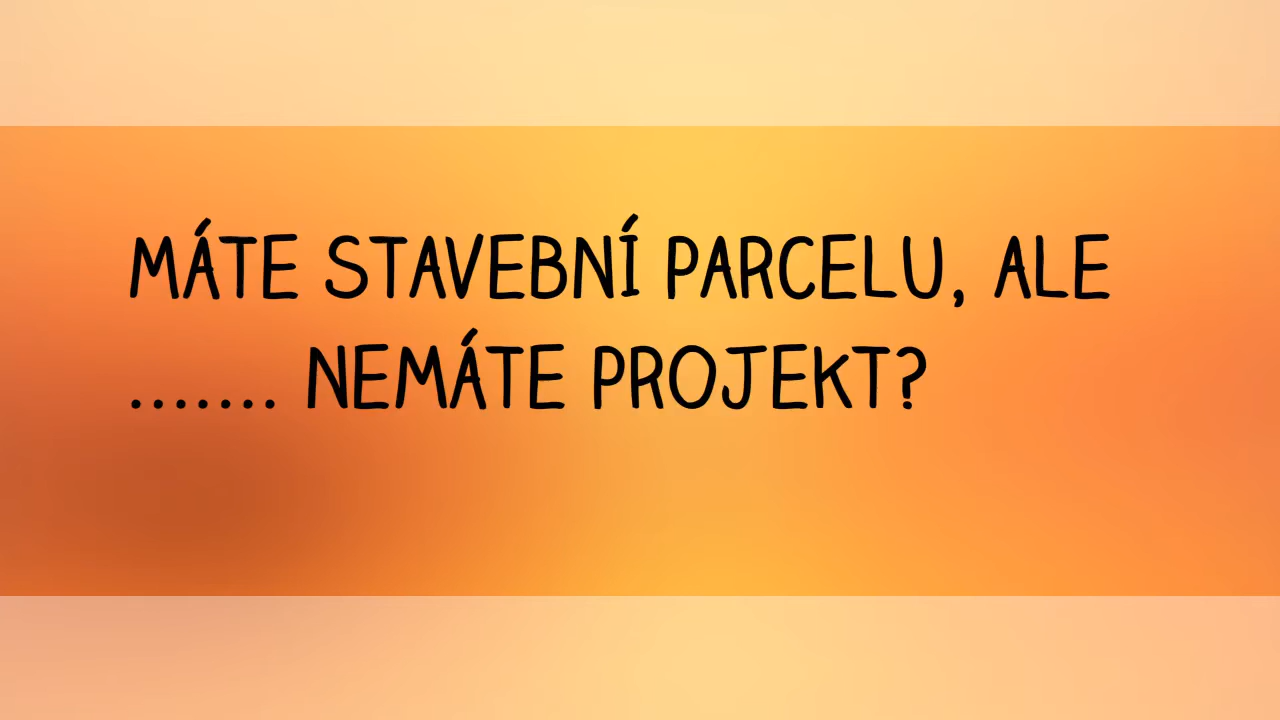 MÁTE STAVEBNÍ PARCELU, ALE
....... NEMÁTE PROJEKT?